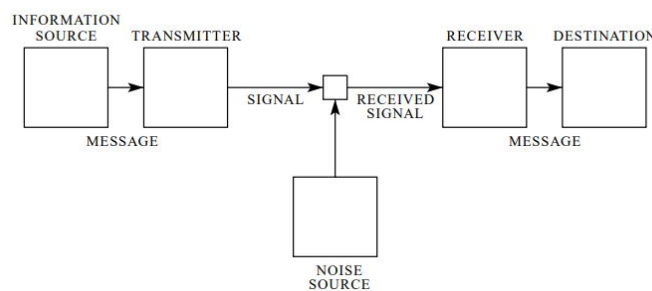 INFORMATION
SOURCE
TRANSMITTER
RECEIVER
DESTINATION
SIGNAL
RECEIVED
SIGNAL
MESSAGE
MESSAGE
NOISE
SOURCE